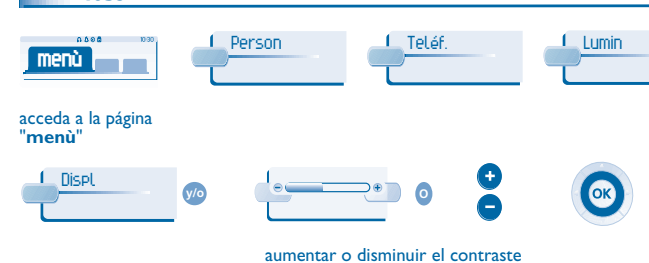 10:30
menù
Person
Teléf.
Lumin
acceda a la página
"menù"
Displ
y/o
O
OK
aumentar o disminuir el contraste